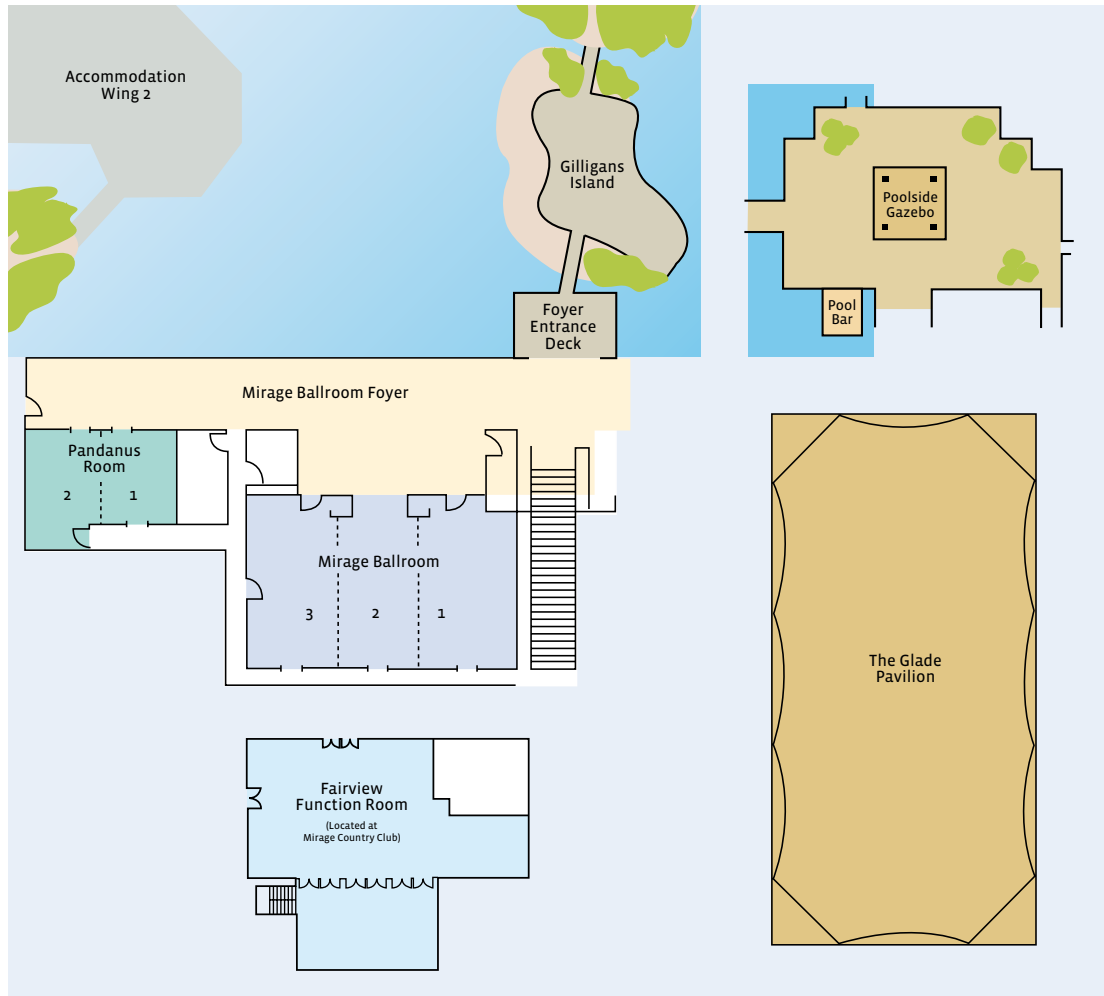 Accommodation
Wing 2
Gilligans
Island
Poolside
Gazebo
Pool
Bar
Foyer
Entrance
Deck
Mirage Ballroom Foyer
Pandanus
Room
2
1
Mirage Ballroom
3
2
1
The Glade
Pavilion
Fairview
Function Room
(Located at
Mirage Country Club)